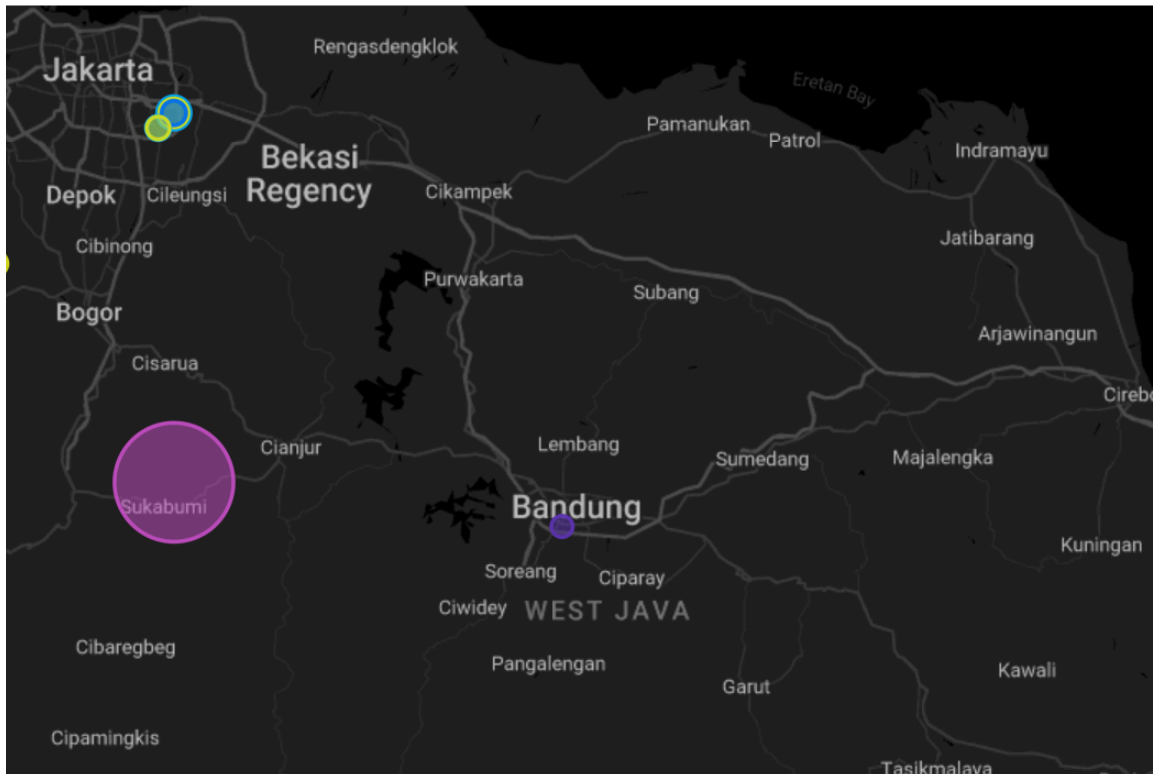 Rengasdengklok
Jakarta
Eretan Bay
Pamanukan
Patrol
Indramayu
Bekasi
Regency
Depok
Cileungsi
Cikampek
Cibinong
Jatibarang
Purwakarta
Subang
Bogor
Arjawinangun
Cisarua
Cirebo
Cianjur
Lembang
Sumedang
Majalengka
Sukabumi
Bandung
Kuningan
Soreang
Ciparay
Ciwidey
WEST JAVA
Cibaregbeg
Pangalengan
Kawali
Garut
Cipamingkis
Tasikmalaya